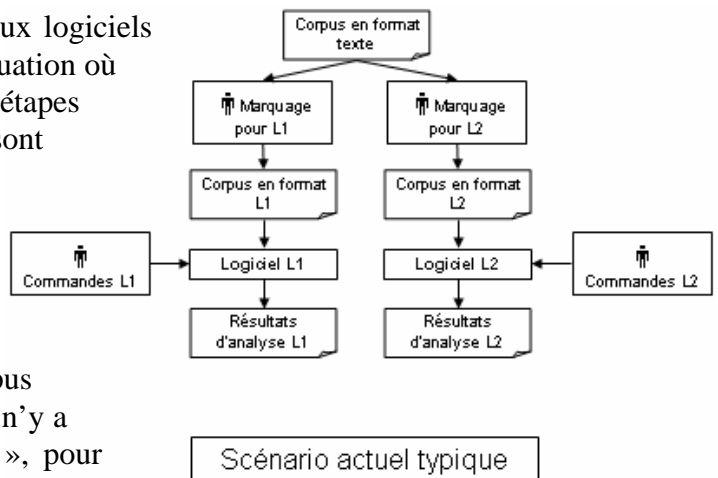 ux logiciels
uation où
étapes
sont
ous
n'y a
», pour
Corpus en format
texte
Marquage
pour L1
Marquage
pour L2
Corpus en format
L1
Corpus en format
L2
Commandes L1
Logiciel L1
Logiciel L2
Commandes L2
Résultats
d'analyse L1
Résultats
d'analyse L2
Scénario actuel typique